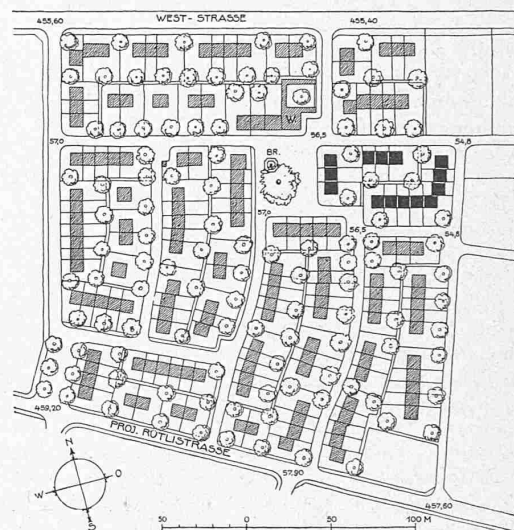 WEST-STRASSE
455,60
455,40
W.
57,0
56,5
54,8
BR.
57,0
56,5
54,8
459,20
PROJ. RÜTLISTRASSE
57,90
457,60
N
W
O
S
50 0 50 100 M